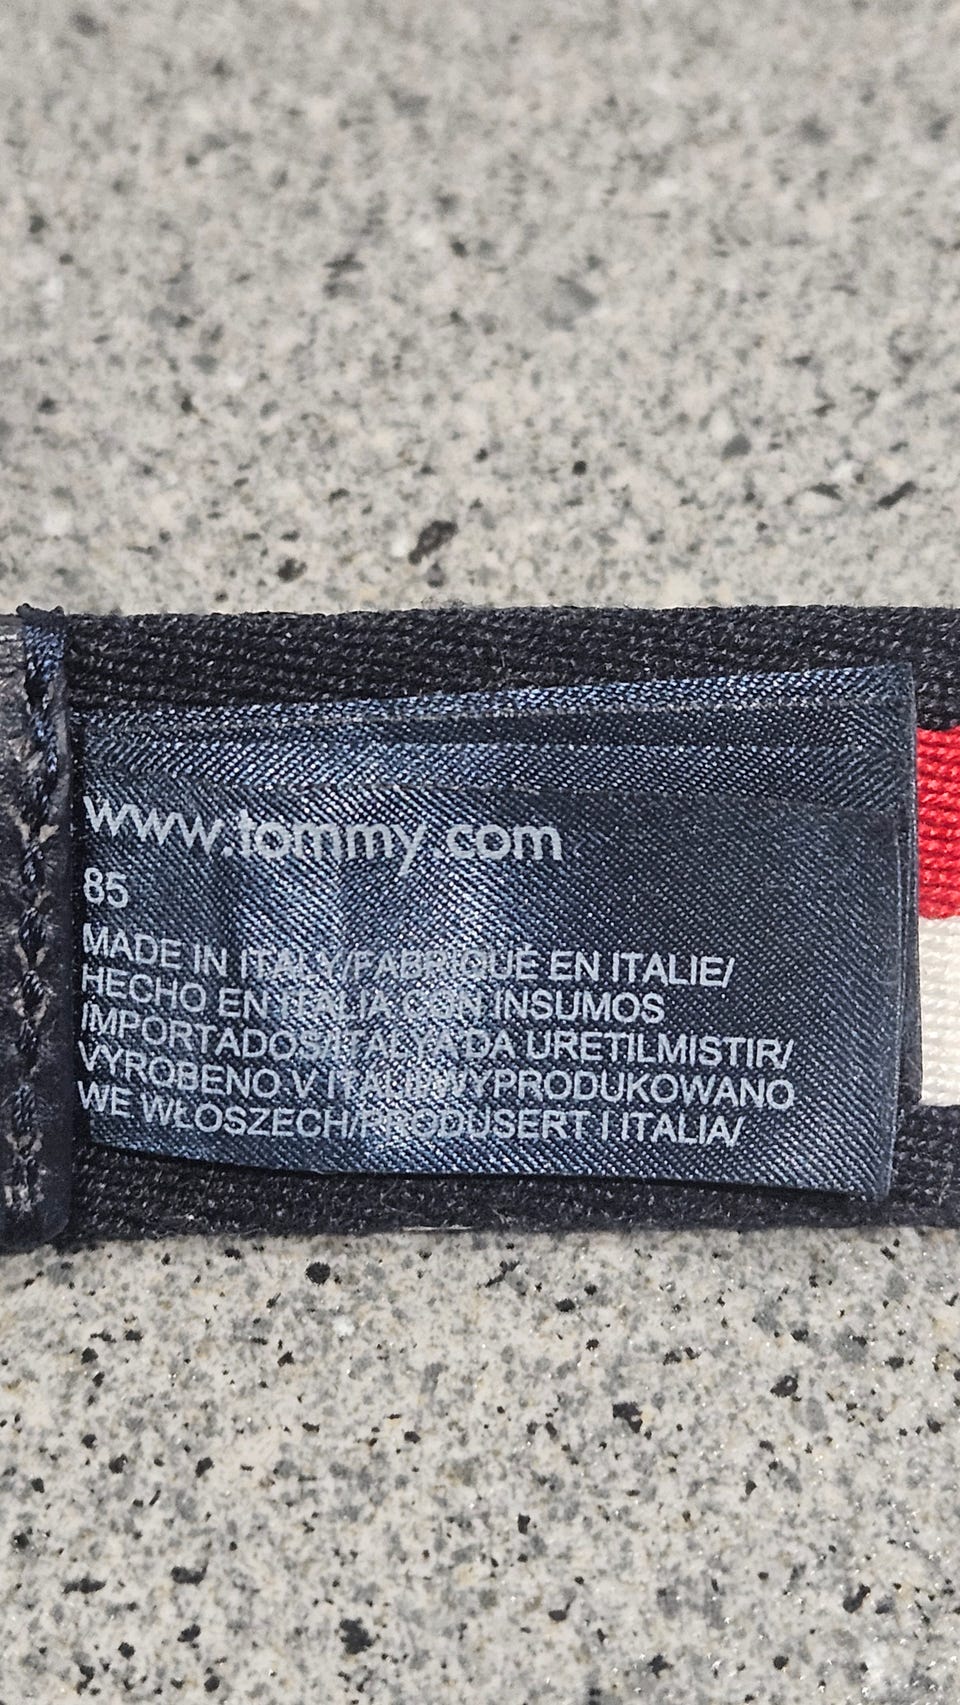 www.tommy.com
85
MADE IN ITALY/FABRIQUÉ EN ITALIE/
HECHO EN ITALIA CON INSUMOS
IMPORTADOS/ITALYA'DA URETILMISTIR/
VYROBENO V ITALII/WYPRODUKOWANO
WE WŁOSZECH/PRODUSERT I ITALIA/